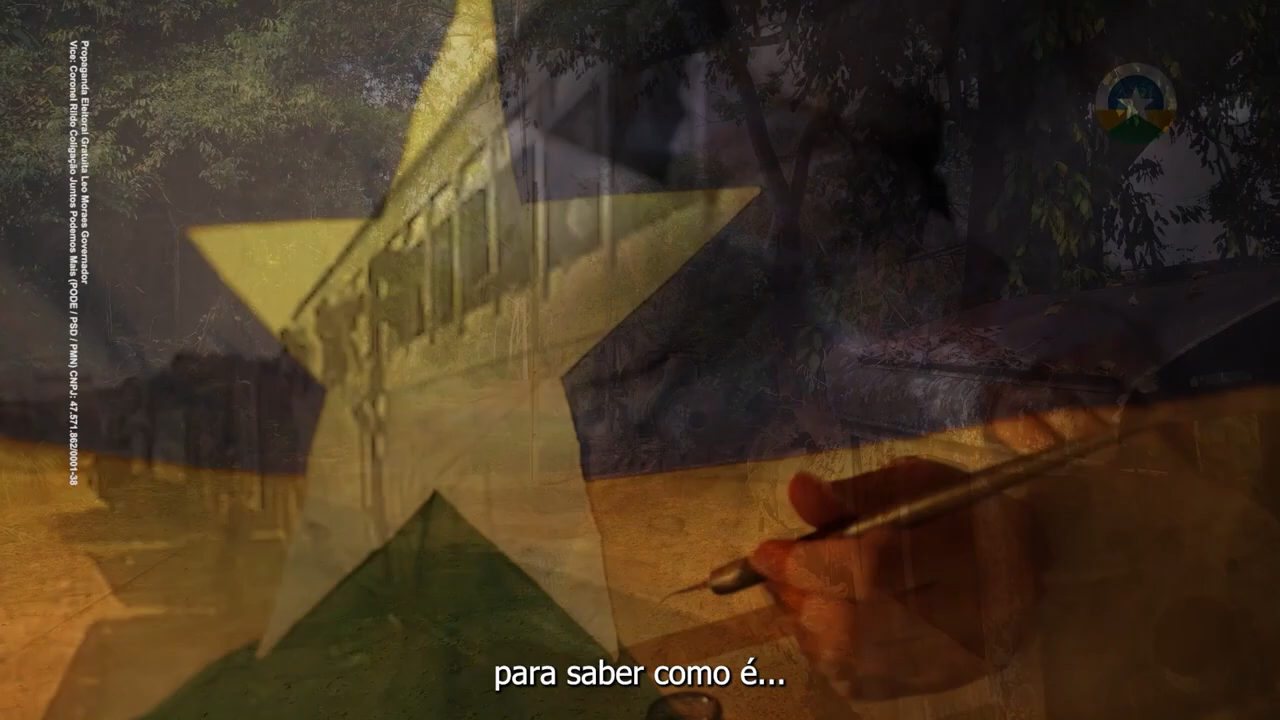 Propaganda Eleitoral Gratuita Leo Moraes Governador
Vice: Coronel Rildo Coligação Juntos Podemos Mais (PODE / PSD / PMN) CNPJ: 47.571.862/0001-38
para saber como é...